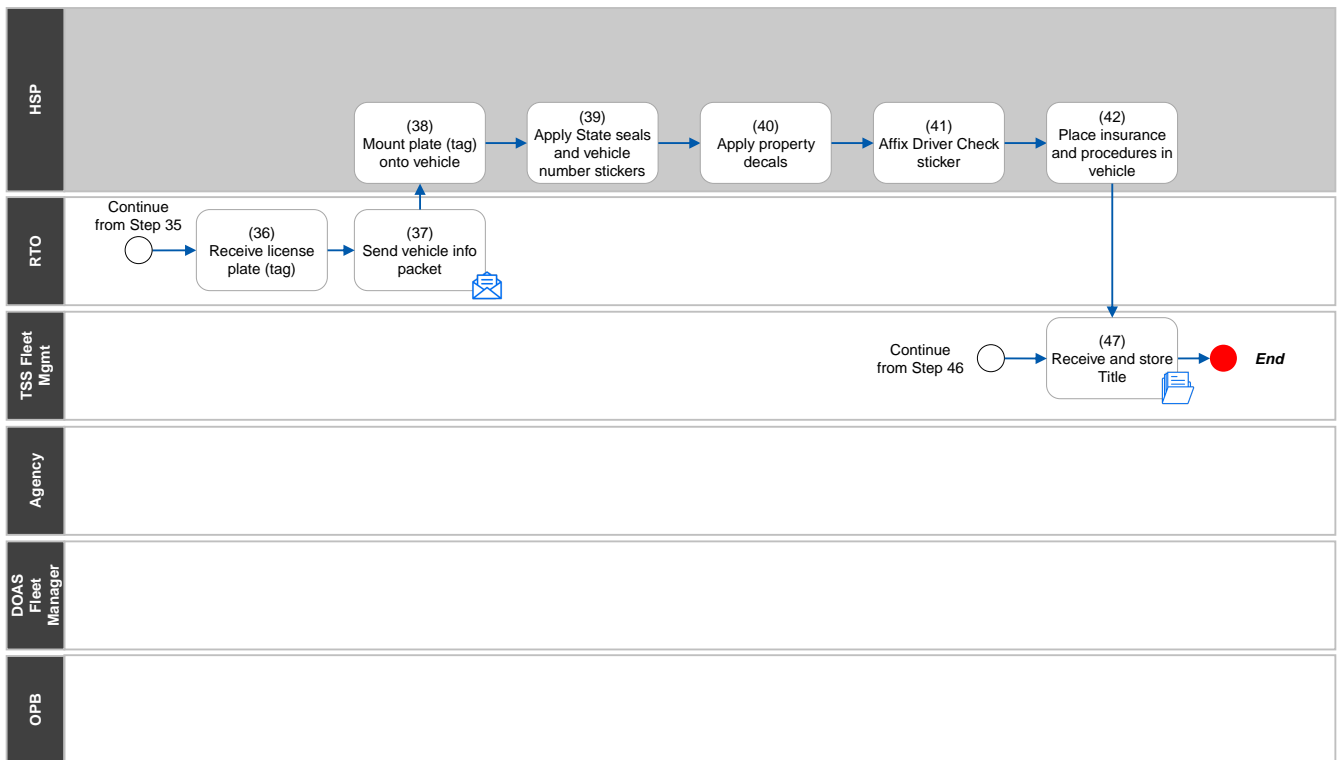 HSP
(38)
Mount plate (tag)
onto vehicle
(39)
Apply State seals
and vehicle
number stickers
(40)
Apply property
decals
(41)
Affix Driver Check
sticker
(42)
Place insurance
and procedures in
vehicle
RTO
Continue
from Step 35
(36)
Receive license
plate (tag)
(37)
Send vehicle info
packet
TSS Fleet
Mgmt
Continue
from Step 46
(47)
Receive and store
Title
End
Agency
DOAS
Fleet
Manager
OPB